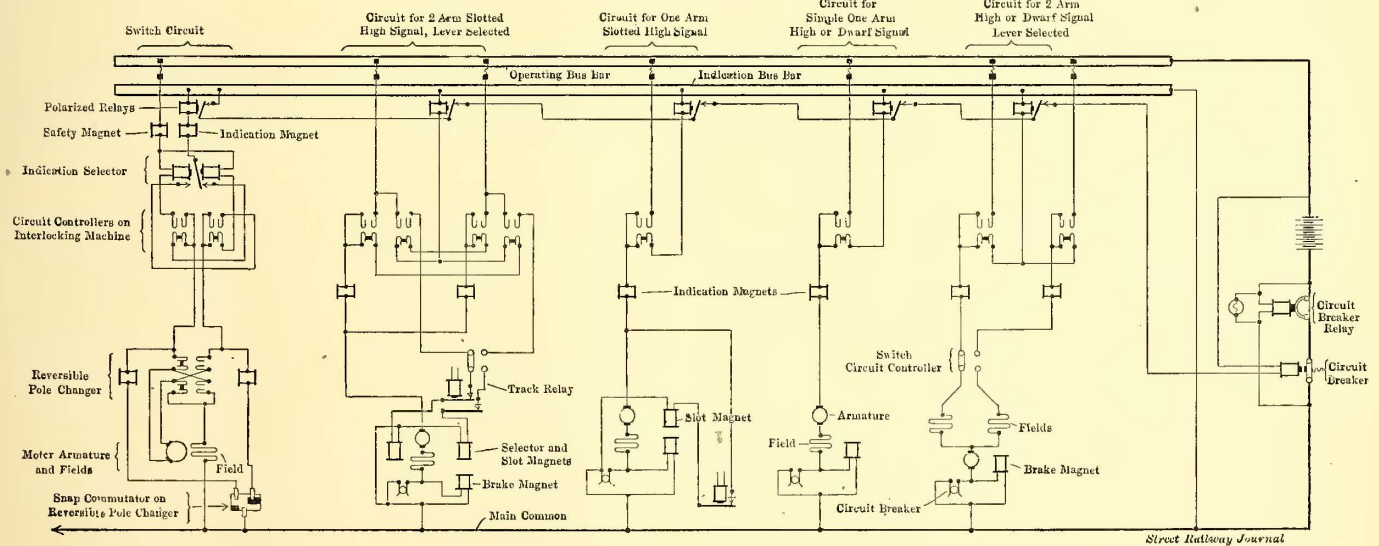 Switch Circuit
Circuit for 2 Arm Slotted
High Signal, Lever Selected
Circuit for One Arm
Slotted High Signal
Circuit for
Simple One Arm
High or Dwarf Signal
Circuit for 2 Arm
High or Dwarf Signal
Lever Selected
Operating Bus Bar
Indication Bus Bar
Polarized Relays
Safety Magnet
Indication Magnet
Indication Selector
Circuit Controllers on
Interlocking Machine
Indication Magnets
Circuit
Breaker
Relay
Circuit
Breaker
Reversible
Pole Changer
Switch
Circuit Controller
Track Relay
Slot Magnet
Armature
Field
Fields
Motor Armature
and Fields
Field
Selector and
Slot Magnets
Brake Magnet
Brake Magnet
Snap Commutator on
Reversible Pole Changer
Circuit Breaker
Main Common
Street Railway Journal